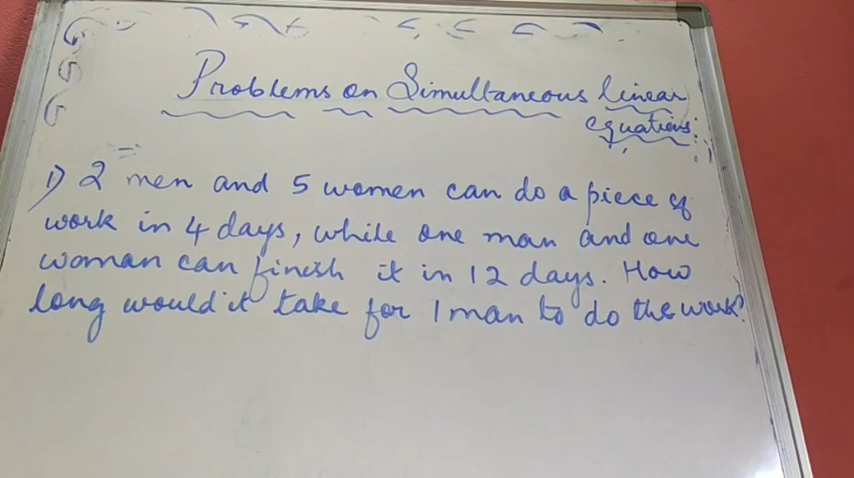 Problems on Simultaneous linear
equations.
1) 2 men and 5 women can do a piece of
work in 4 days, while one man and one
woman can finish it in 12 days. How
long would it take for 1 man to do the work?